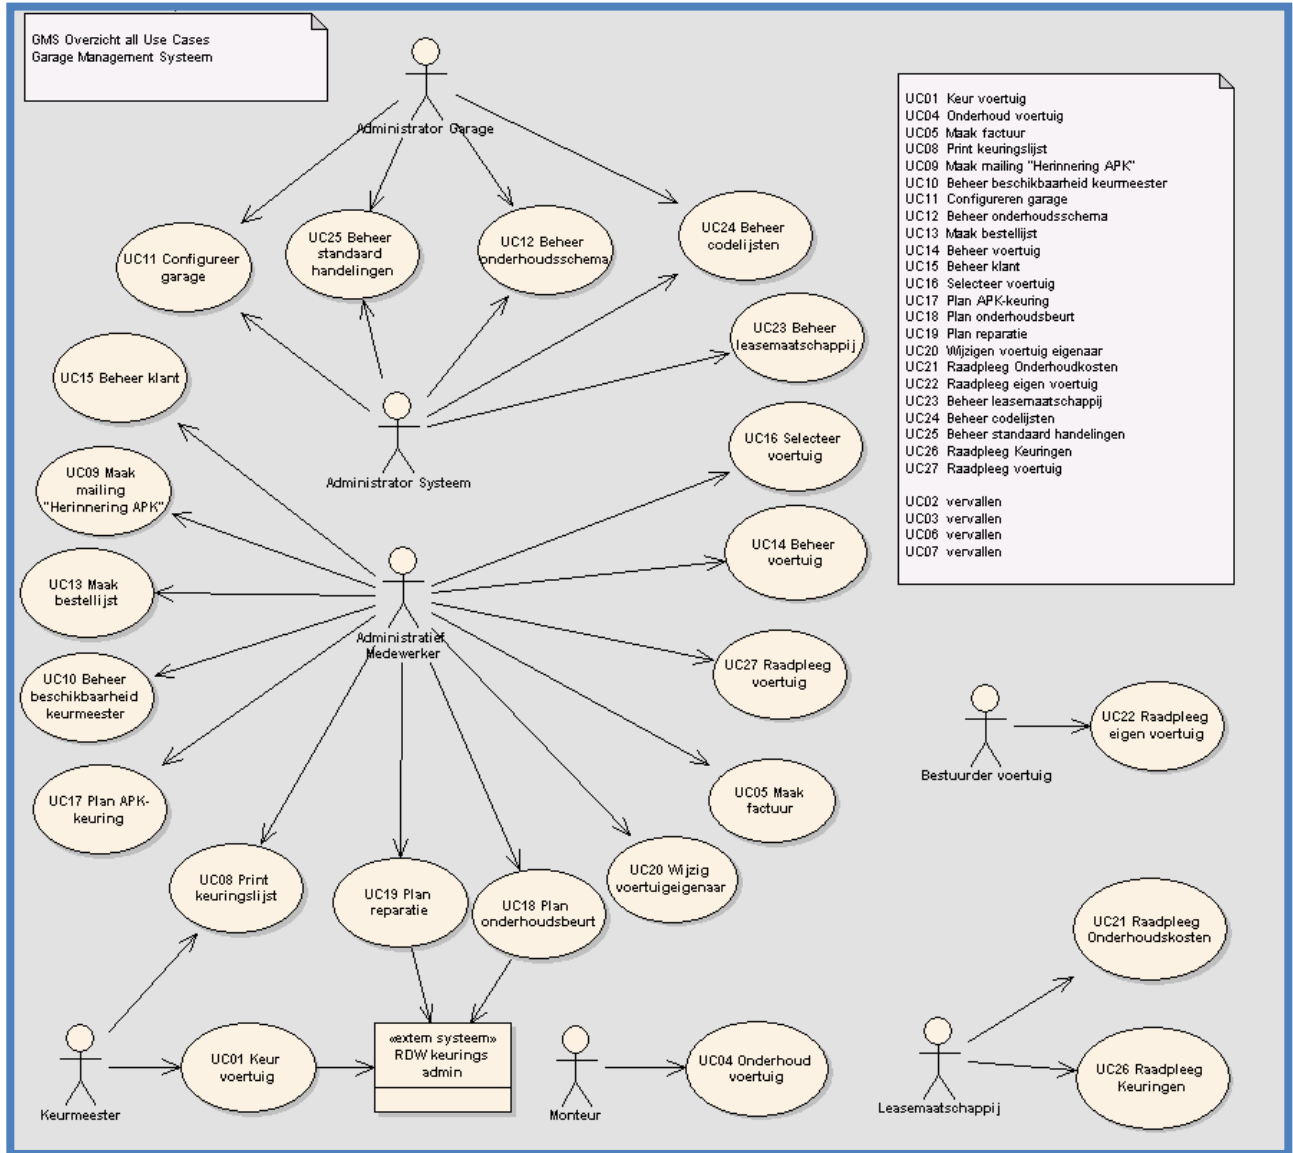 GMS Overzicht all Use Cases
Garage Management Systeem
Administrator Garage
UC01 Keur voertuig
UC04 Onderhoud voertuig
UC05 Maak factuur
UC08 Print keuringslijst
UC09 Maak mailing "Herinnering APK"
UC10 Beheer beschikbaarheid keurmeester
UC11 Configureren garage
UC12 Beheer onderhoudsschema
UC13 Maak bestellijst
UC14 Beheer voertuig
UC15 Beheer klant
UC16 Selecteer voertuig
UC17 Plan APK-keuring
UC18 Plan onderhoudsbeurt
UC19 Plan reparatie
UC20 Wijzigen voertuig eigenaar
UC21 Raadpleeg Onderhoudkosten
UC22 Raadpleeg eigen voertuig
UC23 Beheer leasemaatschappij
UC24 Beheer codelijsten
UC25 Beheer standaard handelingen
UC26 Raadpleeg Keuringen
UC27 Raadpleeg voertuig
UC02 vervallen
UC03 vervallen
UC06 vervallen
UC07 vervallen
UC11 Configureer
garage
UC25 Beheer
standaard
handelingen
UC12 Beheer
onderhoudsschema
UC24 Beheer
codelijsten
UC23 Beheer
leasemaatschappij
UC15 Beheer klant
Administrator Systeem
UC16 Selecteer
voertuig
UC09 Maak
mailing
"Herinnering APK"
UC14 Beheer
voertuig
UC13 Maak
bestellijst
Administratief
Medewerker
UC10 Beheer
beschikbaarheid
keurmeester
UC27 Raadpleeg
voertuig
UC22 Raadpleeg
eigen voertuig
Bestuurder voertuig
UC17 Plan APK-
keuring
UC05 Maak
factuur
UC08 Print
keuringslijst
UC19 Plan
reparatie
UC18 Plan
onderhoudsbeurt
UC20 Wijzig
voertuigeigenaar
UC21 Raadpleeg
Onderhoudskosten
Keurmeester
UC01 Keur
voertuig
«extern systeem»
RDW keurings
admin
Monteur
UC04 Onderhoud
voertuig
Leasemaatschappij
UC26 Raadpleeg
Keuringen